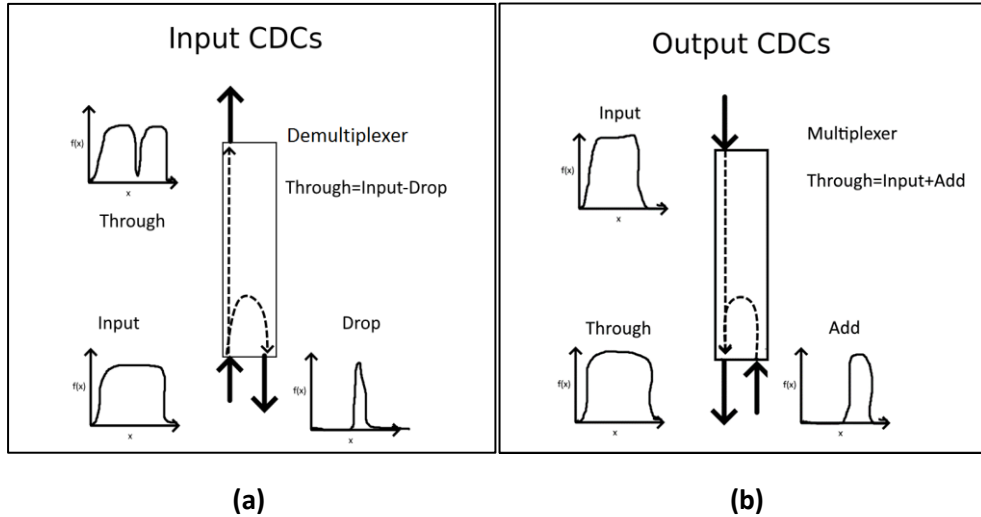 Input CDCs
f(x)
x
Through
Demultiplexer
Through=Input-Drop
Input
f(x)
x
Drop
f(x)
x
(a)
Output CDCs
Input
f(x)
x
Multiplexer
Through=Input+Add
Through
f(x)
x
Add
f(x)
x
(b)